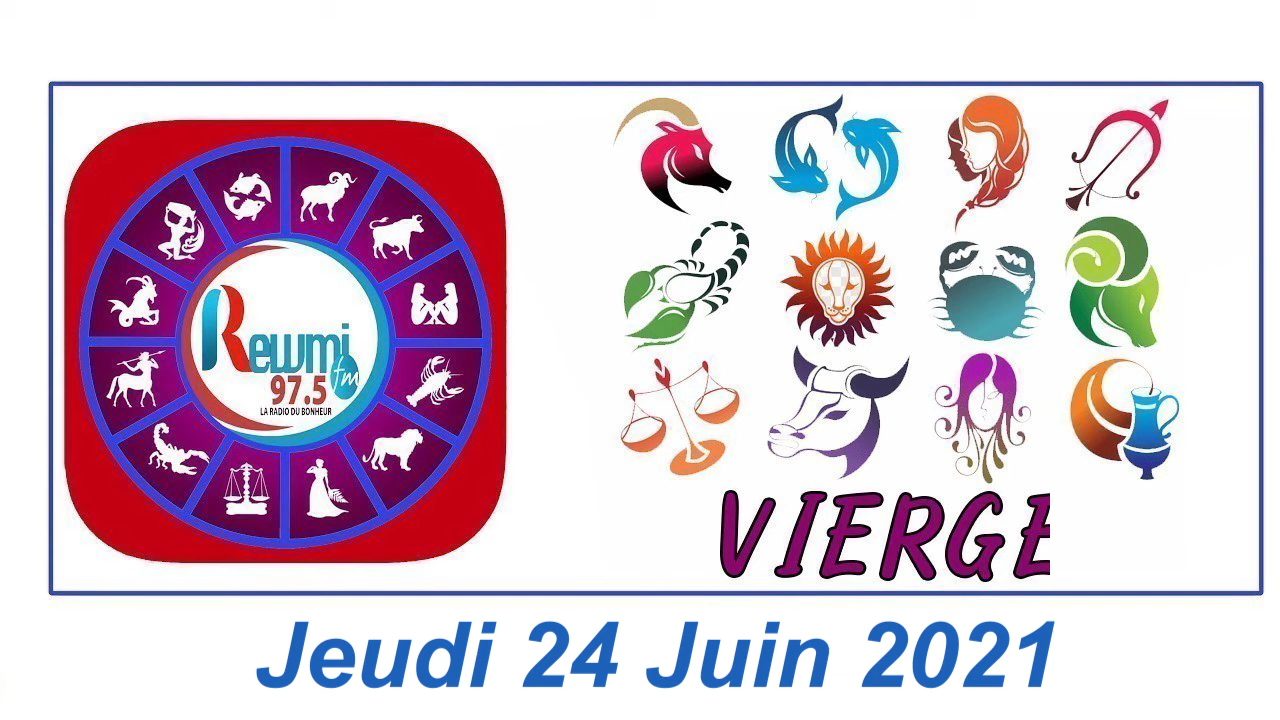 Rewmi
fm
97.5
LA RADIO DU BONHEUR
VIERGE
Jeudi 24 Juin 2021